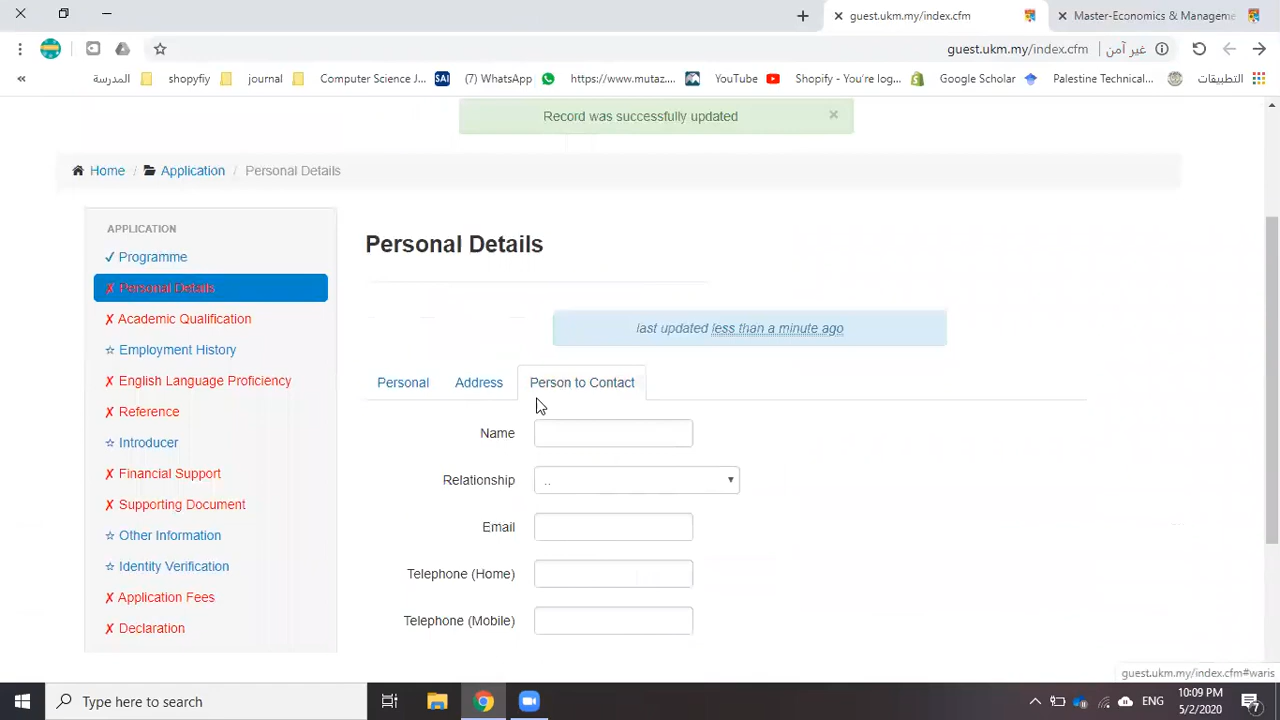 guest.ukm.my/index.cfm
Master-Economics & Manageme
guest.ukm.my/index.cfm
غير آمن
«
المدرسة
shopyfiy
journal
Computer Science J...
SAI
(7) WhatsApp
https://www.mutaz....
YouTube
Shopify - You're log...
Google Scholar
Palestine Technical...
التطبيقات
Record was successfully updated
×
Home / Application / Personal Details
APPLICATION
✓ Programme
✗ Personal Details
✗ Academic Qualification
☆ Employment History
✗ English Language Proficiency
✗ Reference
☆ Introducer
✗ Financial Support
✗ Supporting Document
☆ Other Information
☆ Identity Verification
✗ Application Fees
✗ Declaration
Personal Details
last updated less than a minute ago
Personal
Address
Person to Contact
Name
Relationship
..
Email
Telephone (Home)
Telephone (Mobile)
guest.ukm.my/index.cfm#waris
Type here to search
ENG
10:09 PM
5/2/2020
7